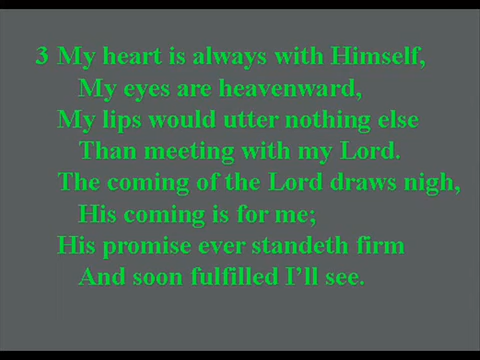 3 My heart is always with Himself,
My eyes are heavenward,
My lips would utter nothing else
Than meeting with my Lord.
The coming of the Lord draws nigh,
His coming is for me;
His promise ever standeth firm
And soon fulfilled I’ll see.